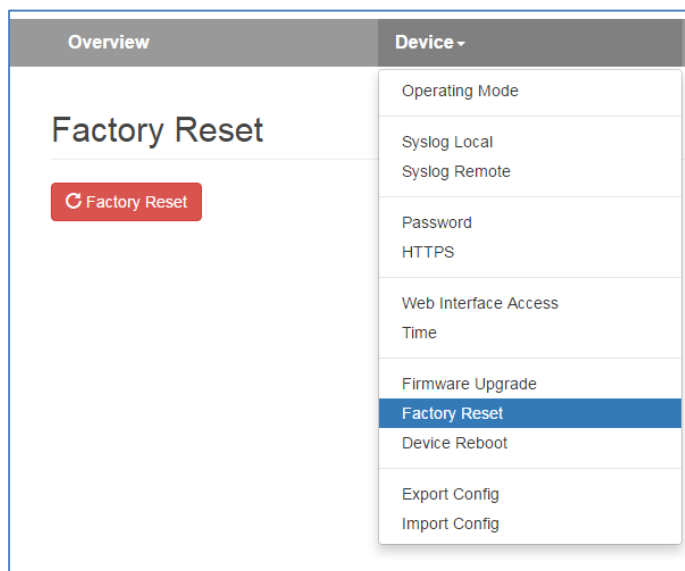 Overview
Device
Factory Reset
Factory Reset
Operating Mode
Syslog Local
Syslog Remote
Password
HTTPS
Web Interface Access
Time
Firmware Upgrade
Factory Reset
Device Reboot
Export Config
Import Config